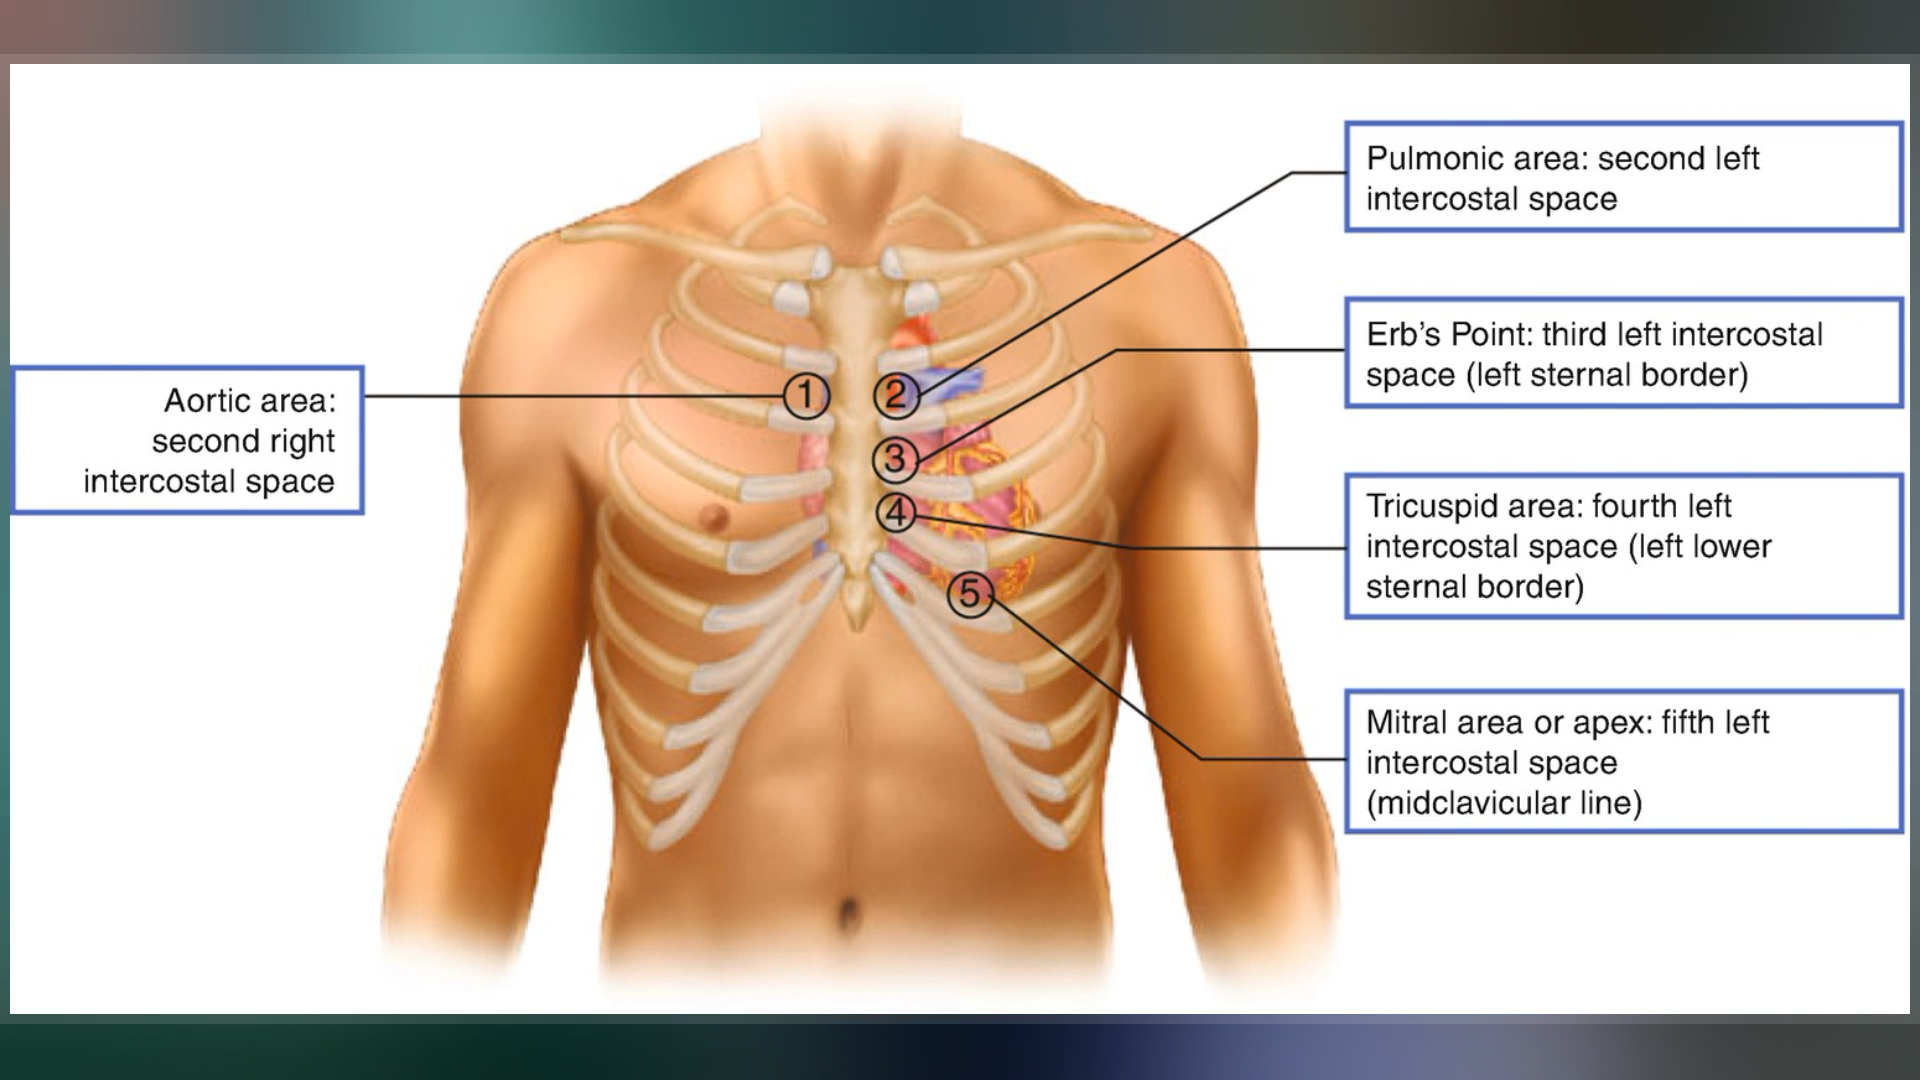 Aortic area:
second right
intercostal space
1
2
3
4
5
Pulmonic area: second left
intercostal space
Erb’s Point: third left intercostal
space (left sternal border)
Tricuspid area: fourth left
intercostal space (left lower
sternal border)
Mitral area or apex: fifth left
intercostal space
(midclavicular line)